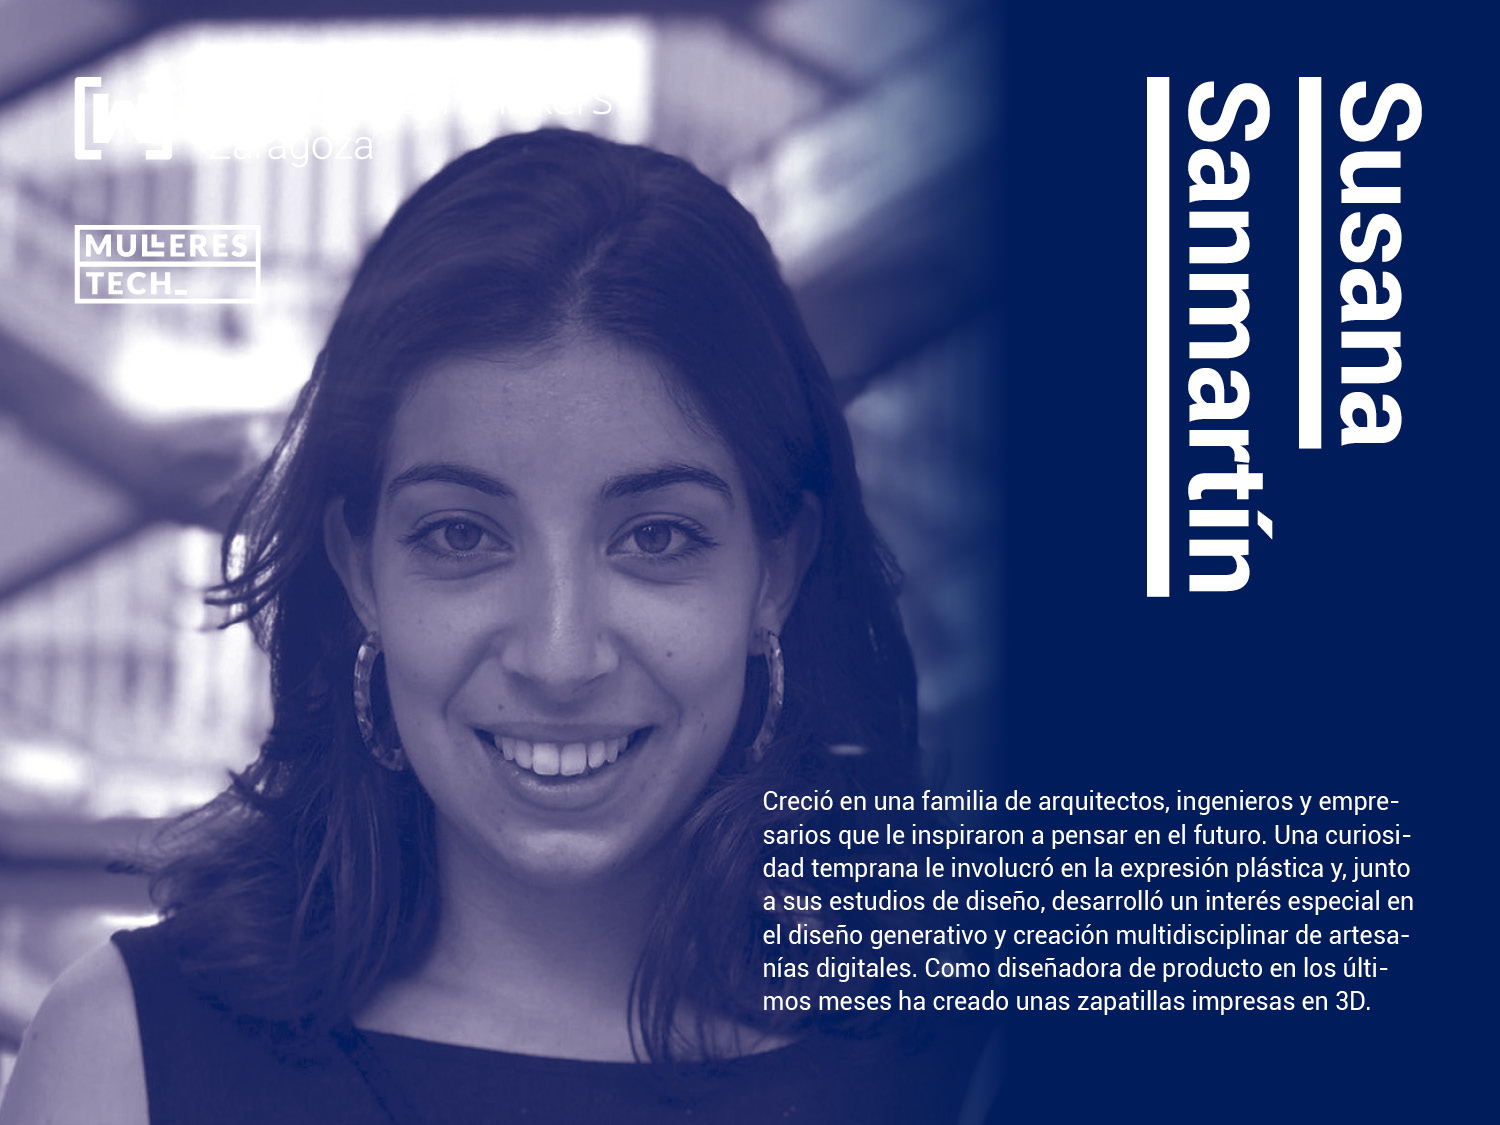 Zaragoza
MULLERES
TECH_
Susana
Sanmartín
Creció en una familia de arquitectos, ingenieros y empre-
sarios que le inspiraron a pensar en el futuro. Una curiosi-
dad temprana le involucró en la expresión plástica y, junto
a sus estudios de diseño, desarrolló un interés especial en
el diseño generativo y creación multidisciplinar de artesa-
nías digitales. Como diseñadora de producto en los últi-
mos meses ha creado unas zapatillas impresas en 3D.